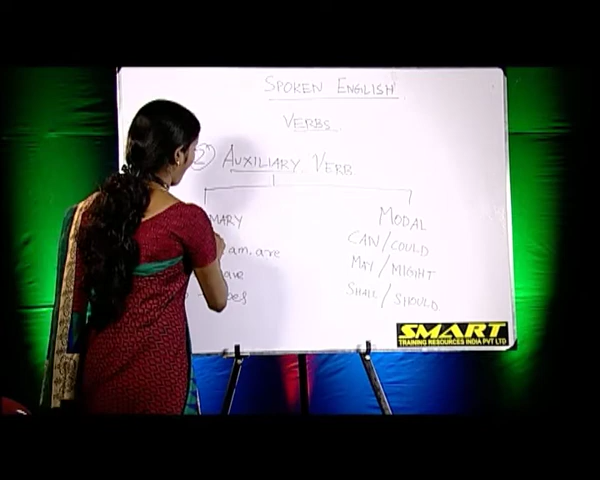 SPOKEN ENGLISH
VERBS
2 AUXILIARY VERB
MODAL
am, are
CAN/COULD
MAY/MIGHT
SHALL/SHOULD
SMART
TRAINING RESOURCES INDIA PVT LTD